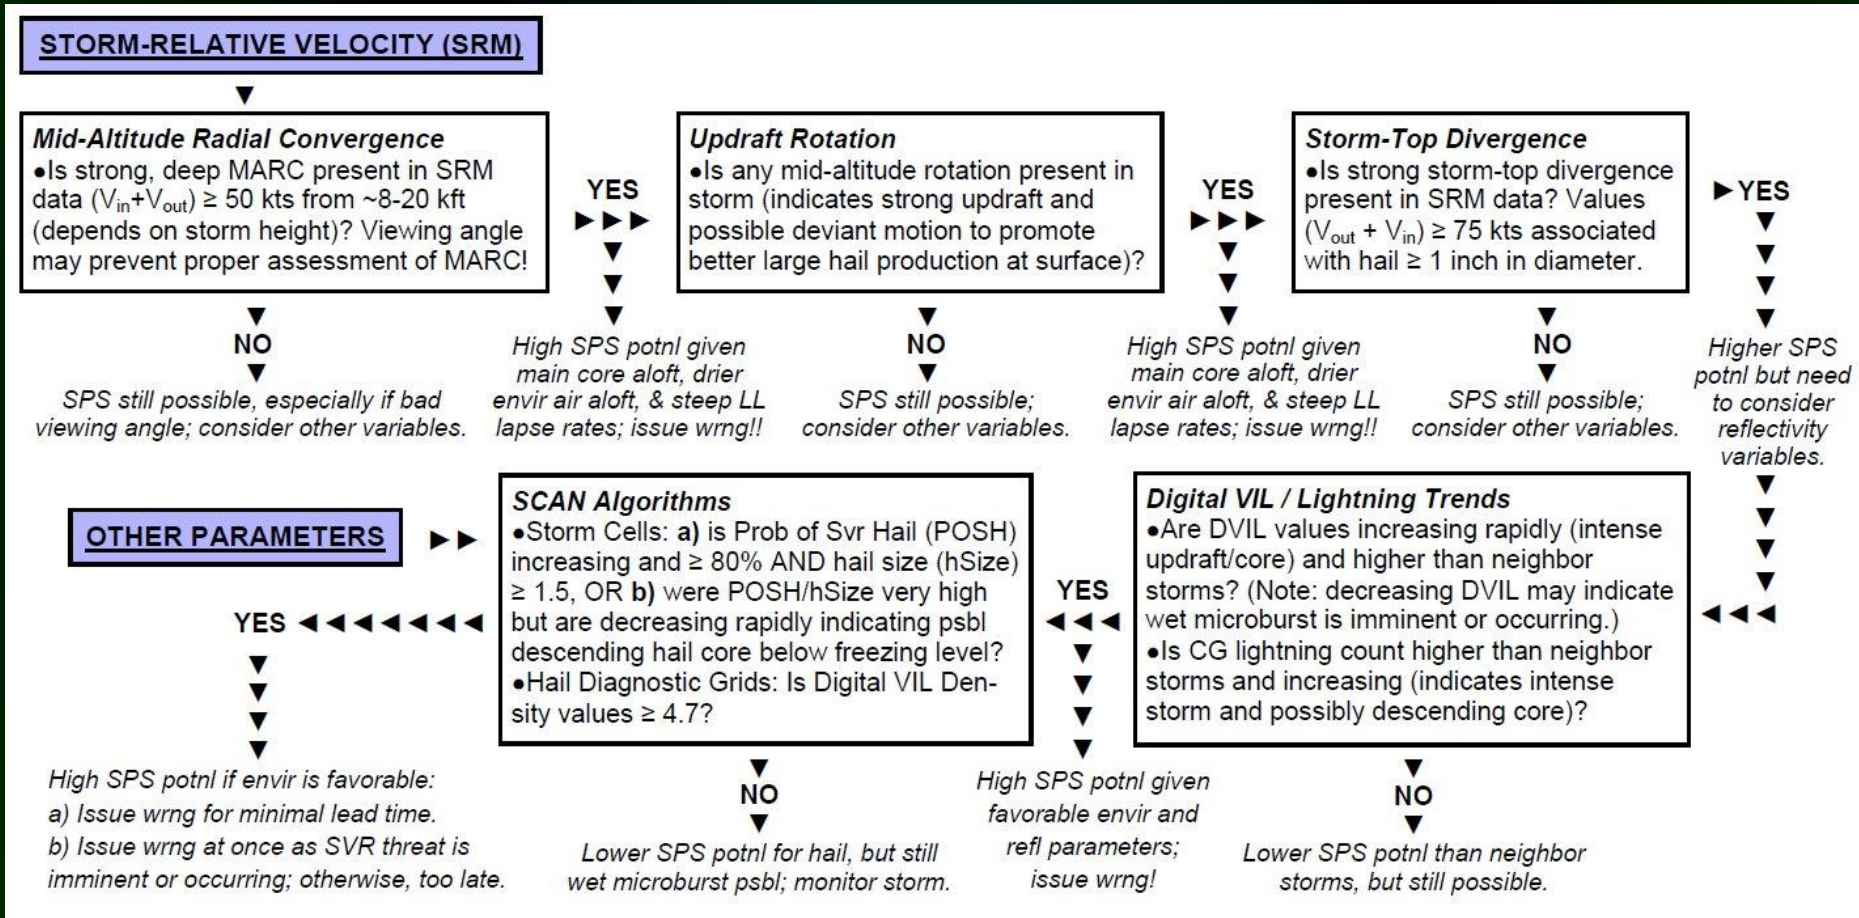 STORM-RELATIVE VELOCITY (SRM)
Mid-Altitude Radial Convergence
●Is strong, deep MARC present in SRM
data (Vin+Vout) ≥ 50 kts from ~8-20 kft
(depends on storm height)? Viewing angle
may prevent proper assessment of MARC!
YES
Updraft Rotation
●Is any mid-altitude rotation present in
storm (indicates strong updraft and
possible deviant motion to promote
better large hail production at surface)?
YES
Storm-Top Divergence
●Is strong storm-top divergence
present in SRM data? Values
(Vout + Vin) ≥ 75 kts associated
with hail ≥ 1 inch in diameter.
YES
NO
SPS still possible, especially if bad
viewing angle; consider other variables.
High SPS potnl given
main core aloft, drier
envir air aloft, & steep LL
lapse rates; issue wrng!!
NO
SPS still possible;
consider other variables.
High SPS potnl given
main core aloft, drier
envir air aloft, & steep LL
lapse rates; issue wrng!!
NO
SPS still possible;
consider other variables.
Higher SPS
potnl but need
to consider
reflectivity
variables.
OTHER PARAMETERS
SCAN Algorithms
●Storm Cells: a) is Prob of Svr Hail (POSH)
increasing and ≥ 80% AND hail size (hSize)
≥ 1.5, OR b) were POSH/hSize very high
but are decreasing rapidly indicating psbl
descending hail core below freezing level?
●Hail Diagnostic Grids: Is Digital VIL Den-
sity values ≥ 4.7?
YES
Digital VIL / Lightning Trends
●Are DVIL values increasing rapidly (intense
updraft/core) and higher than neighbor
storms? (Note: decreasing DVIL may indicate
wet microburst is imminent or occurring.)
●Is CG lightning count higher than neighbor
storms and increasing (indicates intense
storm and possibly descending core)?
YES
High SPS potnl if envir is favorable:
a) Issue wrng for minimal lead time.
b) Issue wrng at once as SVR threat is
imminent or occurring; otherwise, too late.
NO
Lower SPS potnl for hail, but still
wet microburst psbl; monitor storm.
High SPS potnl given
favorable envir and
refl parameters;
issue wrng!
NO
Lower SPS potnl than neighbor
storms, but still possible.